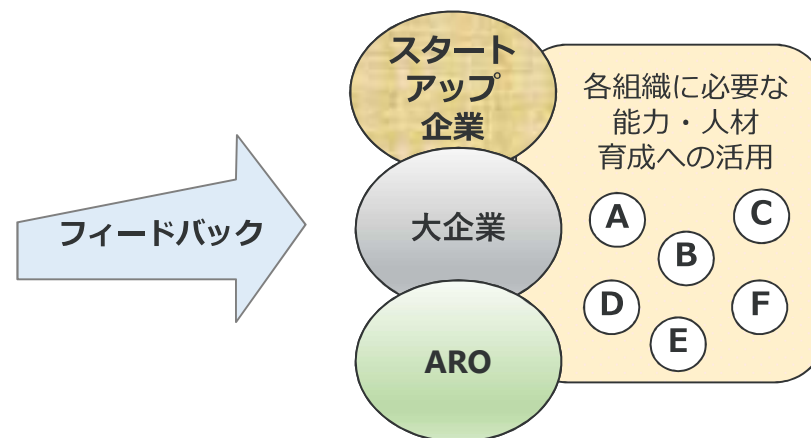 フィードバック
スタート
アップ
企業
大企業
ARO
各組織に必要な
能力・人材
育成への活用
A
C
B
D
F
E